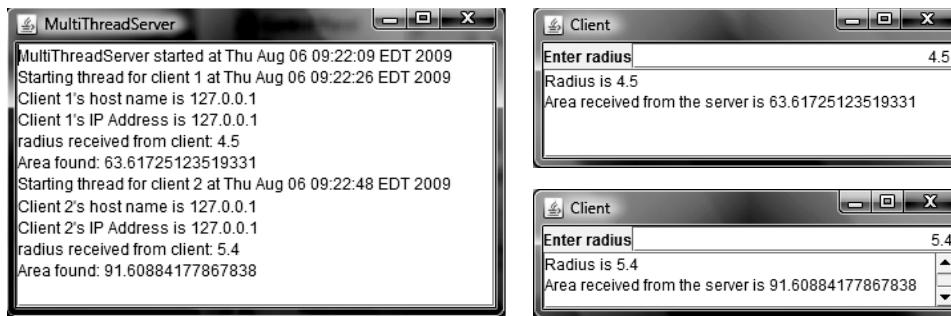 MultiThreadServer
MultiThreadServer started at Thu Aug 06 09:22:09 EDT 2009
Starting thread for client 1 at Thu Aug 06 09:22:26 EDT 2009
Client 1's host name is 127.0.0.1
Client 1's IP Address is 127.0.0.1
radius received from client: 4.5
Area found: 63.61725123519331
Starting thread for client 2 at Thu Aug 06 09:22:48 EDT 2009
Client 2's host name is 127.0.0.1
Client 2's IP Address is 127.0.0.1
radius received from client: 5.4
Area found: 91.60884177867838
Client
Enter radius 4.5
Radius is 4.5
Area received from the server is 63.61725123519331
Client
Enter radius 5.4
Radius is 5.4
Area received from the server is 91.60884177867838